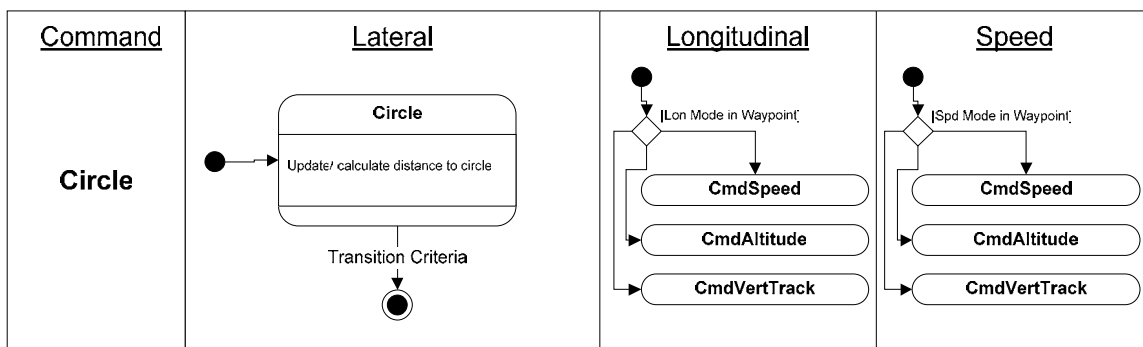 Command
Lateral
Longitudinal
Speed
Circle
Circle
Update/ calculate distance to circle
Transition Criteria
[Lon Mode in Waypoint]
CmdSpeed
CmdAltitude
CmdVertTrack
[Spd Mode in Waypoint]
CmdSpeed
CmdAltitude
CmdVertTrack